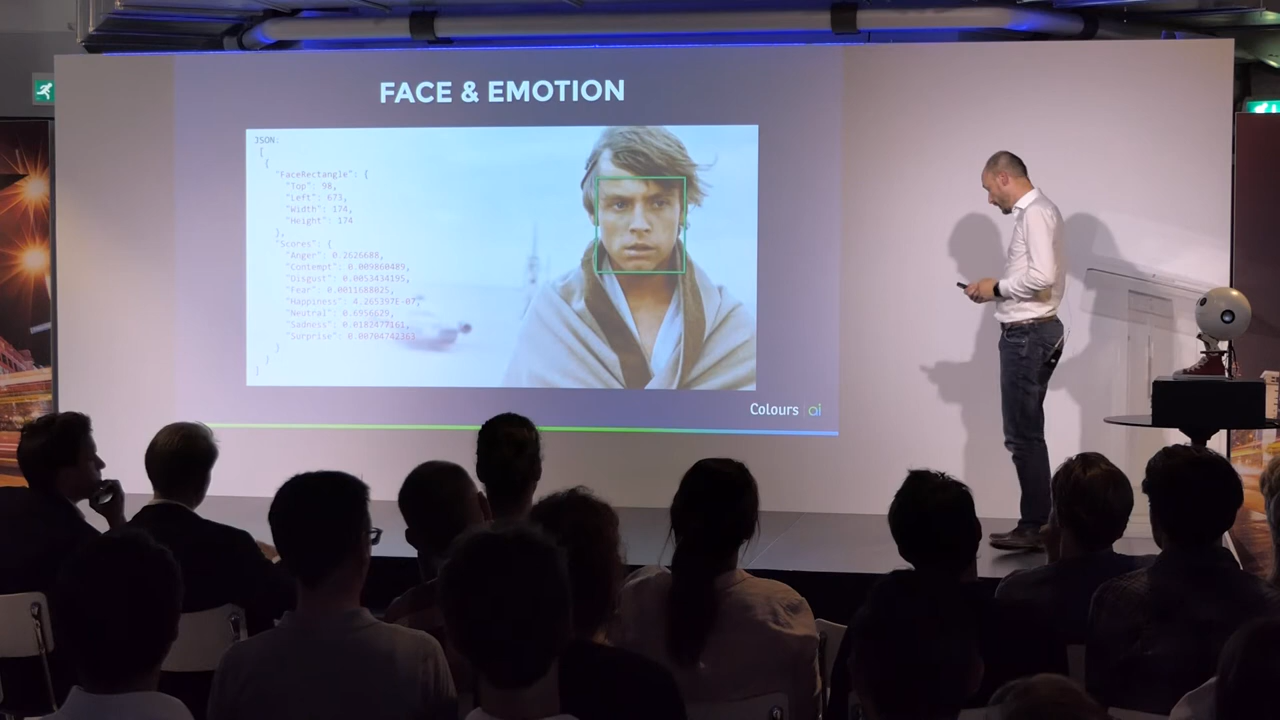 FACE & EMOTION
JSON:
[
{
"FaceRectangle": {
"Top": 98,
"Left": 673,
"Width": 174,
"Height": 174
},
"Scores": {
"Anger": 0.2626688,
"Contempt": 0.009860489,
"Disgust": 0.0053434195,
"Fear": 0.0011688025,
"Happiness": 4.265397E-07,
"Neutral": 0.6956629,
"Sadness": 0.0182477161,
"Surprise": 0.00704742363
}
}
]
Colours | ai